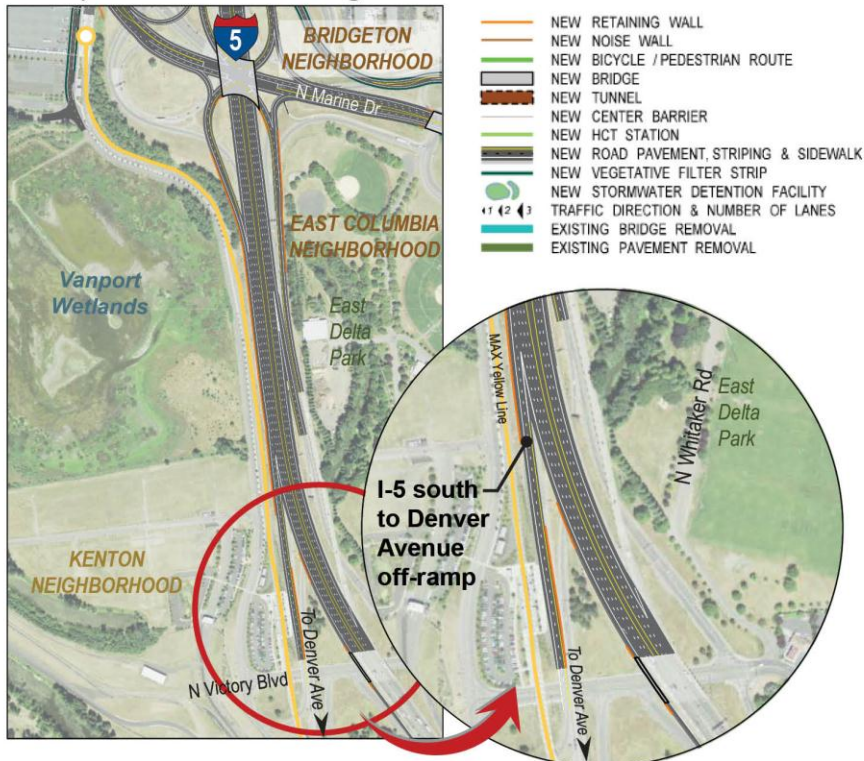 5
BRIDGETON
NEIGHBORHOOD
N Marine Dr
EAST COLUMBIA
NEIGHBORHOOD
Vanport
Wetlands
East
Delta
Park
KENTON
NEIGHBORHOOD
N Victory Blvd
To Denver Ave
NEW RETAINING WALL
NEW NOISE WALL
NEW BICYCLE / PEDESTRIAN ROUTE
NEW BRIDGE
NEW TUNNEL
NEW CENTER BARRIER
NEW HCT STATION
NEW ROAD PAVEMENT, STRIPING & SIDEWALK
NEW VEGETATIVE FILTER STRIP
NEW STORMWATER DETENTION FACILITY
1 2 3 TRAFFIC DIRECTION & NUMBER OF LANES
EXISTING BRIDGE REMOVAL
EXISTING PAVEMENT REMOVAL
MAX Yellow Line
N Whitaker Rd
East
Delta
Park
I-5 south
to Denver
Avenue
off-ramp
To Denver Ave